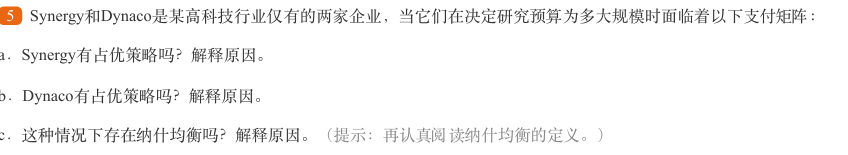 5 Synergy和Dynaco是某高科技行业仅有的两家企业，当它们在决定研究预算为多大规模时面临着以下支付矩阵：
a．Synergy有占优策略吗？解释原因。
b．Dynaco有占优策略吗？解释原因。
c．这种情况下存在纳什均衡吗？解释原因。（提示：再认真阅读纳什均衡的定义。）